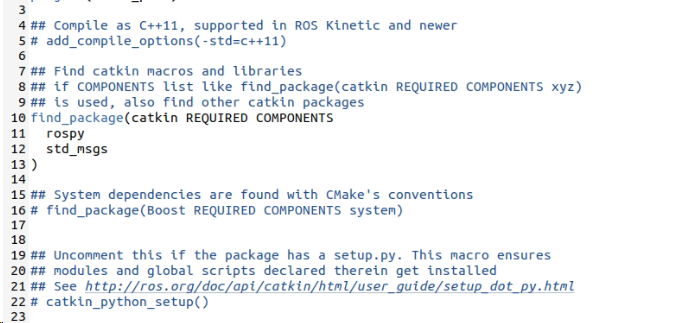 3
4 ## Compile as C++11, supported in ROS Kinetic and newer
5 # add_compile_options(-std=c++11)
6
7 ## Find catkin macros and libraries
8 ## if COMPONENTS list like find_package(catkin REQUIRED COMPONENTS xyz)
9 ## is used, also find other catkin packages
10 find_package(catkin REQUIRED COMPONENTS
11   rospy
12   std_msgs
13 )
14
15 ## System dependencies are found with CMake's conventions
16 # find_package(Boost REQUIRED COMPONENTS system)
17
18
19 ## Uncomment this if the package has a setup.py. This macro ensures
20 ## modules and global scripts declared therein get installed
21 ## See http://ros.org/doc/api/catkin/html/user_guide/setup_dot_py.html
22 # catkin_python_setup()
23